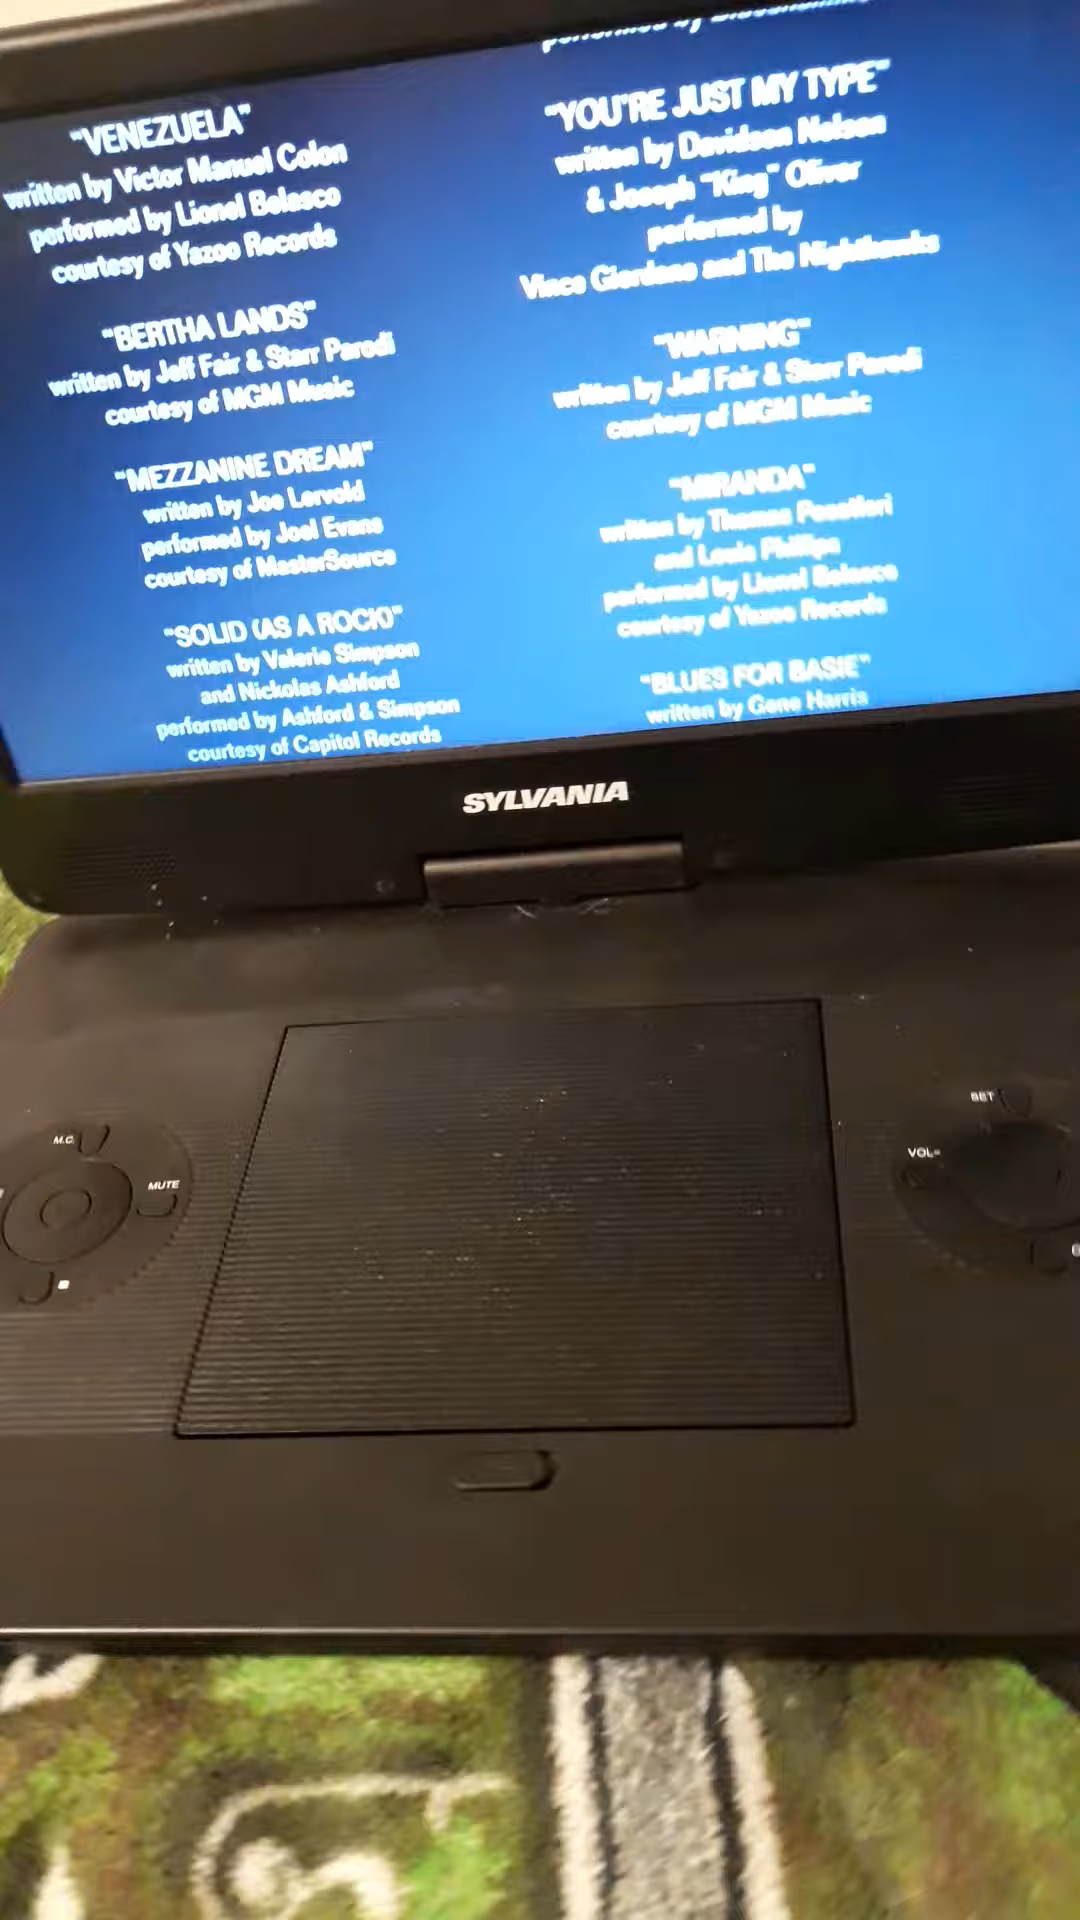 "VENEZUELA"
written by Victor Manuel Colon
performed by Lionel Belasco
courtesy of Yazoo Records
"BERTHA LANDS"
written by Jeff Fair & Starr Parodi
courtesy of MGM Music
"MEZZANINE DREAM"
written by Joe Lervold
performed by Joel Evans
courtesy of MasterSource
"SOLID (AS A ROCK)"
written by Valerie Simpson
and Nickolas Ashford
performed by Ashford & Simpson
courtesy of Capitol Records
performed by
"YOU'RE JUST MY TYPE"
written by Davidson Nelson
& Joseph "King" Oliver
performed by
Vince Giordano and The Nighthawks
"WARNING"
written by Jeff Fair & Starr Parodi
courtesy of MGM Music
"MIRANDA"
written by Thomas
and Louis Phillips
performed by Lionel Belasco
courtesy of Yazoo Records
"BLUES FOR BASIE"
written by Gene Harris
SYLVANIA
M.C.
MUTE
SET
VOL-